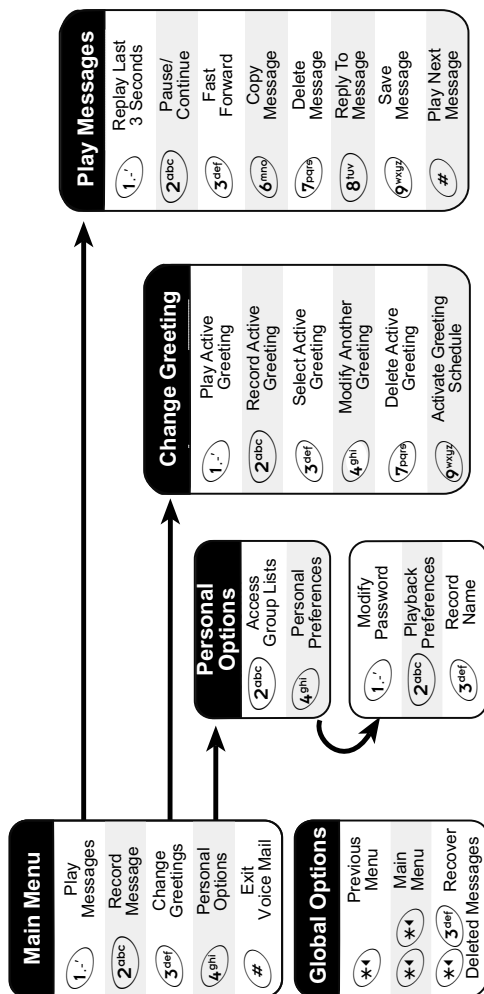 Main Menu
1.-' Play
Messages
2abc Record
Message
3def Change
Greetings
4ghi Personal
Options
# Exit
Voice Mail
Global Options
Previous
Menu
Main
Menu
3def Recover
Deleted Messages
Personal
Options
2abc Access
Group Lists
4ghi Personal
Preferences
1.-' Modify
Password
2abc Playback
Preferences
3def Record
Name
Change Greeting
1.-' Play Active
Greeting
2abc Record Active
Greeting
3def Select Active
Greeting
4ghi Modify Another
Greeting
7pqrs Delete Active
Greeting
9wxyz Activate Greeting
Schedule
Play Messages
1.-' Replay Last
3 Seconds
2abc Pause/
Continue
3def Fast
Forward
6mno Copy
Message
7pqrs Delete
Message
8tuv Reply To
Message
9wxyz Save
Message
# Play Next
Message